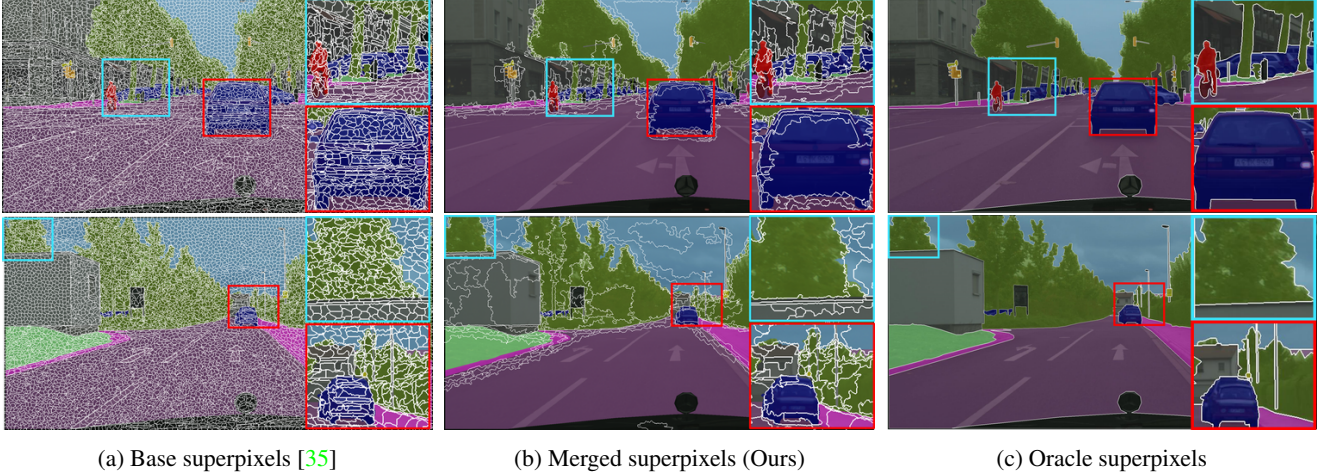 (a) Base superpixels [35]
(b) Merged superpixels (Ours)
(c) Oracle superpixels